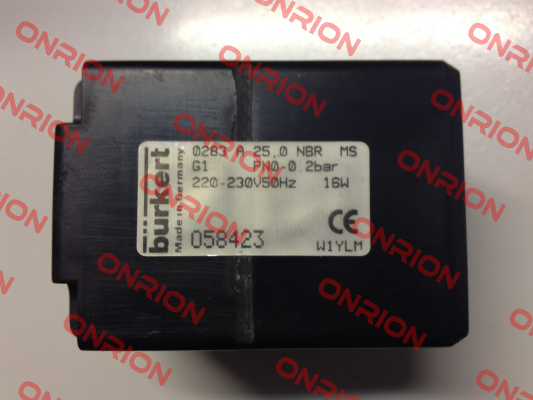 bürkert
Made in Germany
0283 A 25,0 NBR MS
G1 PN0-0 2bar
220-230V50Hz 16W
058423
CE
W1YLM
ONRION
ONRION
ONRION
ONRION
ONRION
ONRION
ONRION
ONRION
ONRION
ONRION
ONRION
ONRION